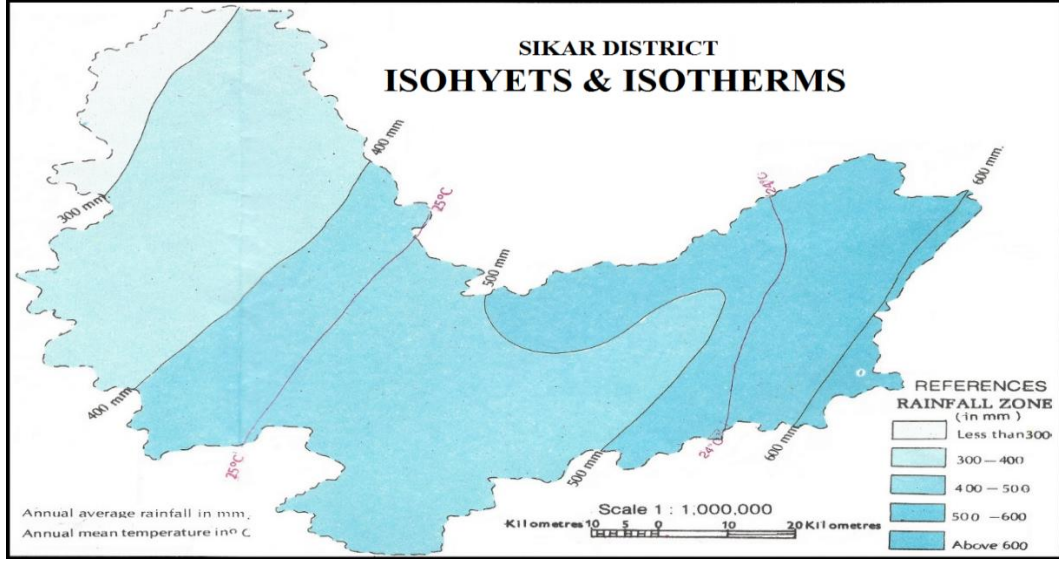 SIKAR DISTRICT
ISOHYETS & ISOTHERMS
300 mm.
400 mm
25°C
500 mm
24°C
600 mm.
400 mm
25°C
500 mm
24°C
600 mm
REFERENCES
RAINFALL ZONE
(in mm)
Less than 300
300 – 400
400 – 500
500 – 600
Above 600
Annual average rainfall in mm.
Annual mean temperature in° C
Scale 1 : 1,000,000
Kilometres 10 5 0 10 20 Kilometres